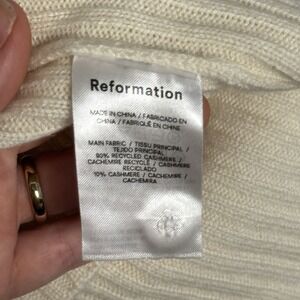 Reformation
MADE IN CHINA / FABRICADO EN
CHINA / FABRIQUÉ EN CHINE
MAIN FABRIC / TISSU PRINCIPAL /
TEJIDO PRINCIPAL
90% RECYCLED CASHMERE /
CACHEMIRE RECYCLÉ / CASHMERE
RECICLADO
10% CASHMERE / CACHEMIRE /
CACHEMIRA